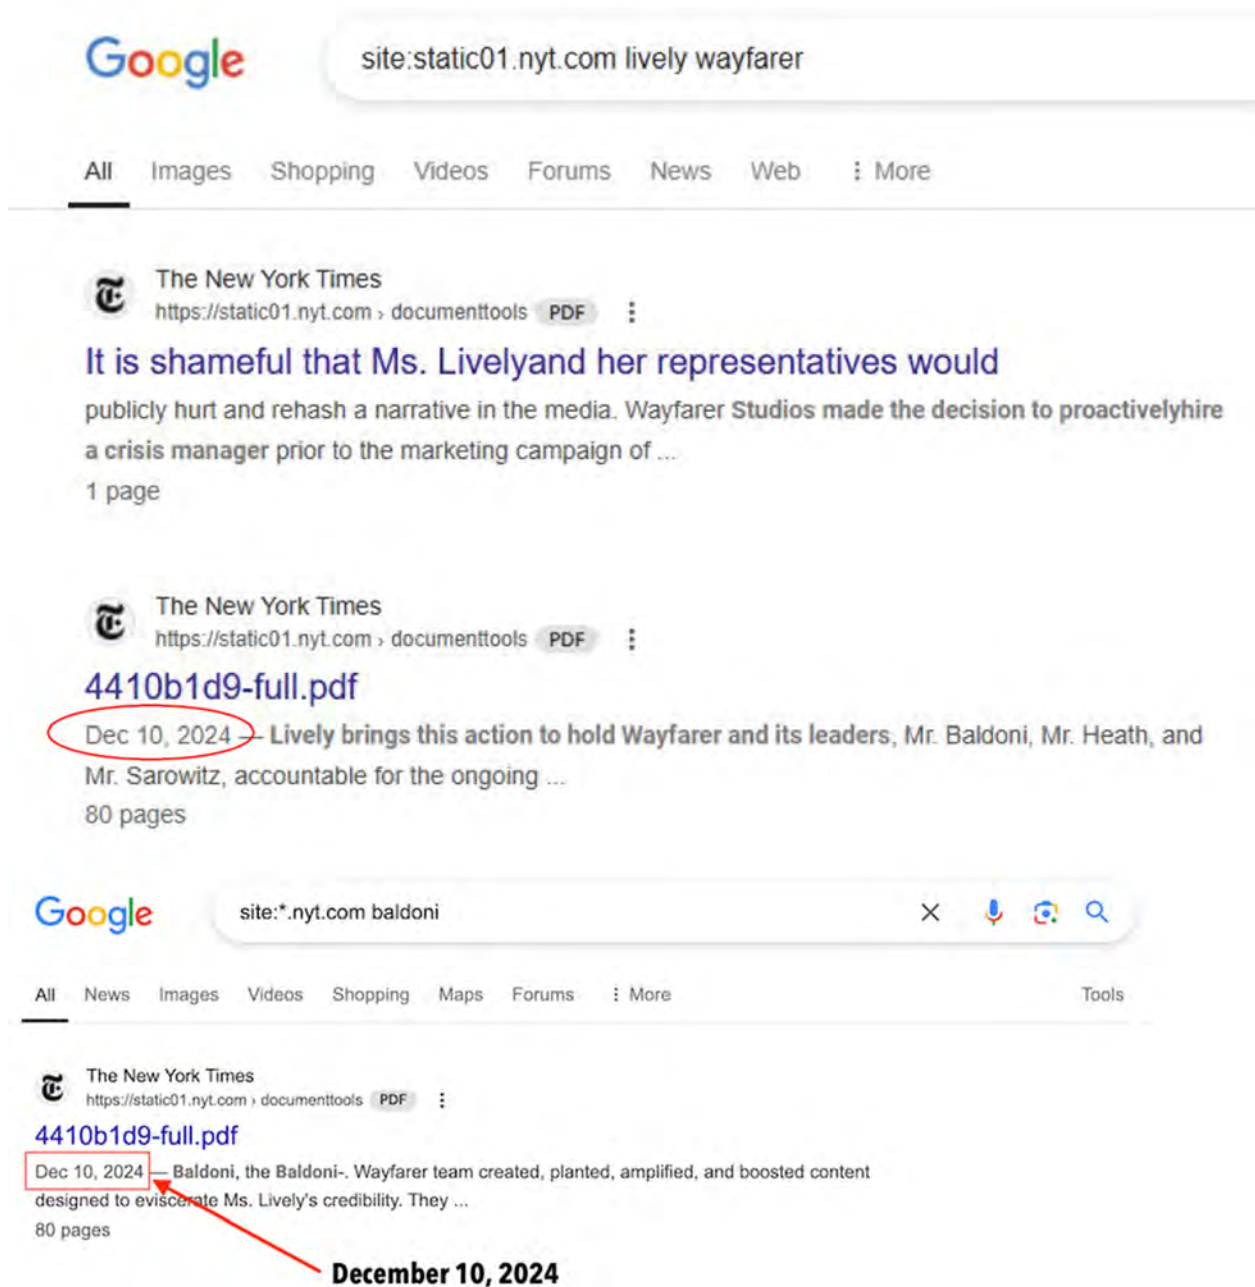 Google
site:static01.nyt.com lively wayfarer
All Images Shopping Videos Forums News Web ⋮ More
The New York Times
https://static01.nyt.com › documenttools PDF ⋮
It is shameful that Ms. Livelyand her representatives would
publicly hurt and rehash a narrative in the media. Wayfarer Studios made the decision to proactivelyhire
a crisis manager prior to the marketing campaign of ...
1 page
The New York Times
https://static01.nyt.com › documenttools PDF ⋮
4410b1d9-full.pdf
Dec 10, 2024 — Lively brings this action to hold Wayfarer and its leaders, Mr. Baldoni, Mr. Heath, and
Mr. Sarowitz, accountable for the ongoing ...
80 pages
Google
site:*.nyt.com baldoni
All News Images Videos Shopping Maps Forums ⋮ More Tools
The New York Times
https://static01.nyt.com › documenttools PDF ⋮
4410b1d9-full.pdf
Dec 10, 2024 — Baldoni, the Baldoni-. Wayfarer team created, planted, amplified, and boosted content
designed to eviscerate Ms. Lively's credibility. They ...
80 pages
December 10, 2024